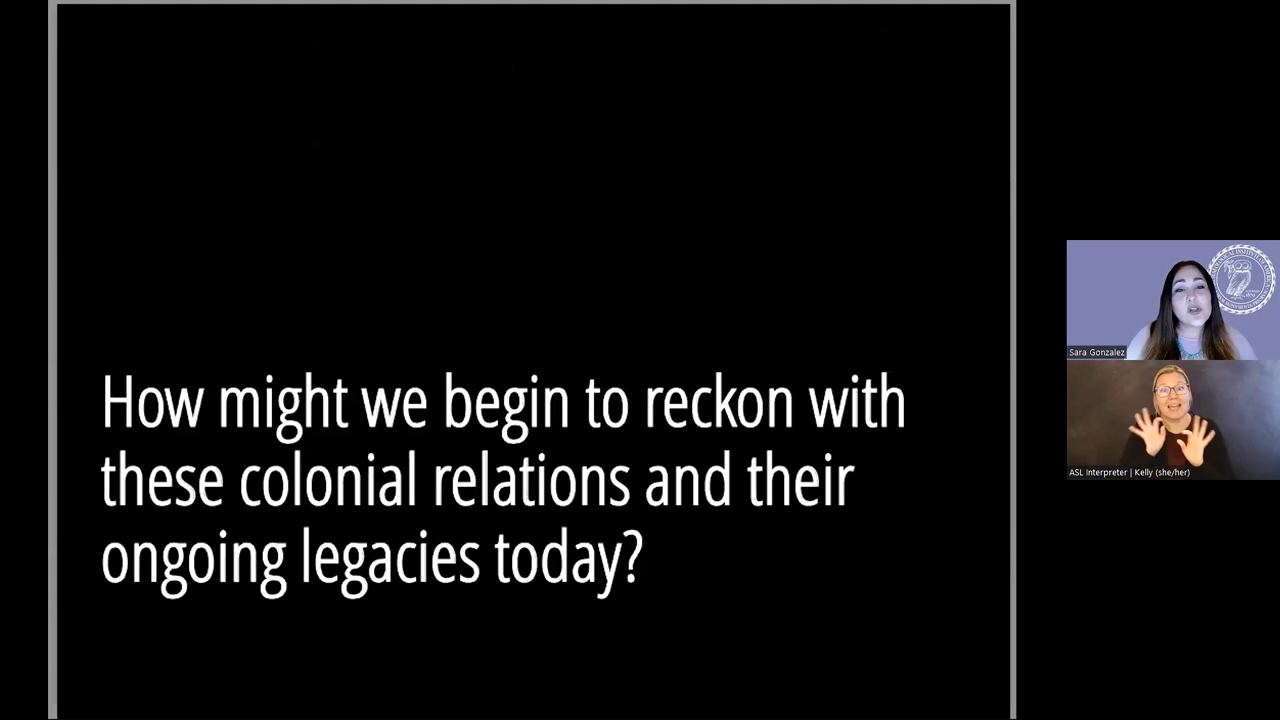 How might we begin to reckon with
these colonial relations and their
ongoing legacies today?
Sara Gonzalez
ASL Interpreter | Kelly (she/her)